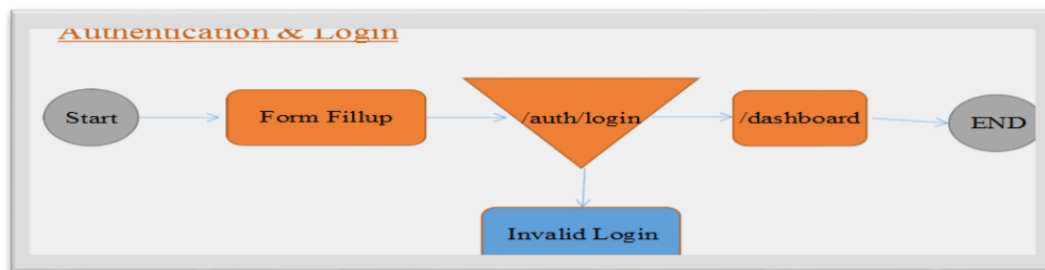 Authentication & Login
Start
Form Fillup
/auth/login
/dashboard
END
Invalid Login